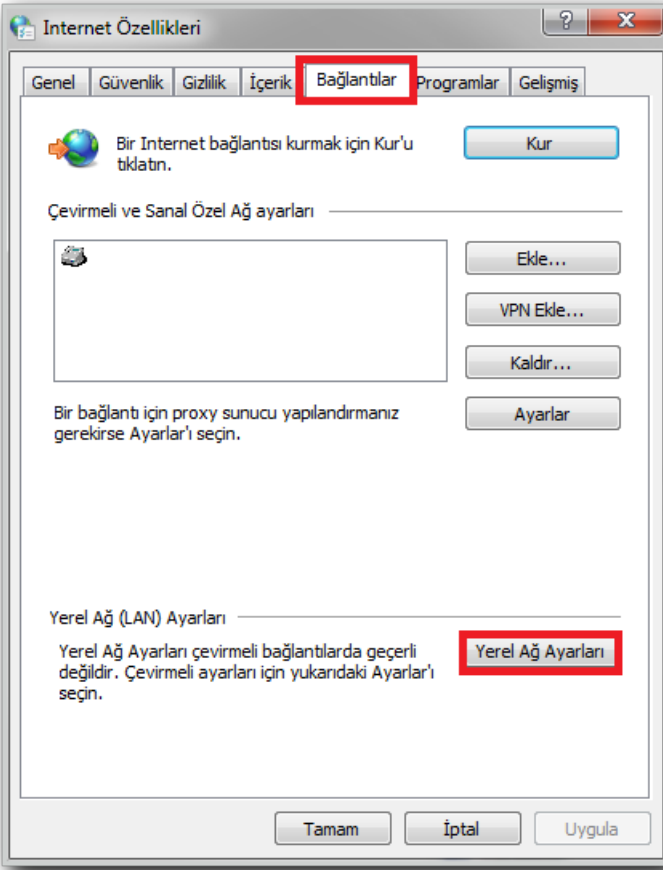 Internet Özellikleri
Genel Güvenlik Gizlilik İçerik Bağlantılar Programlar Gelişmiş
Bir Internet bağlantısı kurmak için Kur'u
tıklatın.
Kur
Çevirmeli ve Sanal Özel Ağ ayarları
Ekle...
VPN Ekle...
Kaldır...
Bir bağlantı için proxy sunucu yapılandırmanız
gerekirse Ayarlar'ı seçin.
Ayarlar
Yerel Ağ (LAN) Ayarları
Yerel Ağ Ayarları çevirmeli bağlantılarda geçerli
değildir. Çevirmeli ayarları için yukarıdaki Ayarlar'ı
seçin.
Yerel Ağ Ayarları
Tamam İptal Uygula